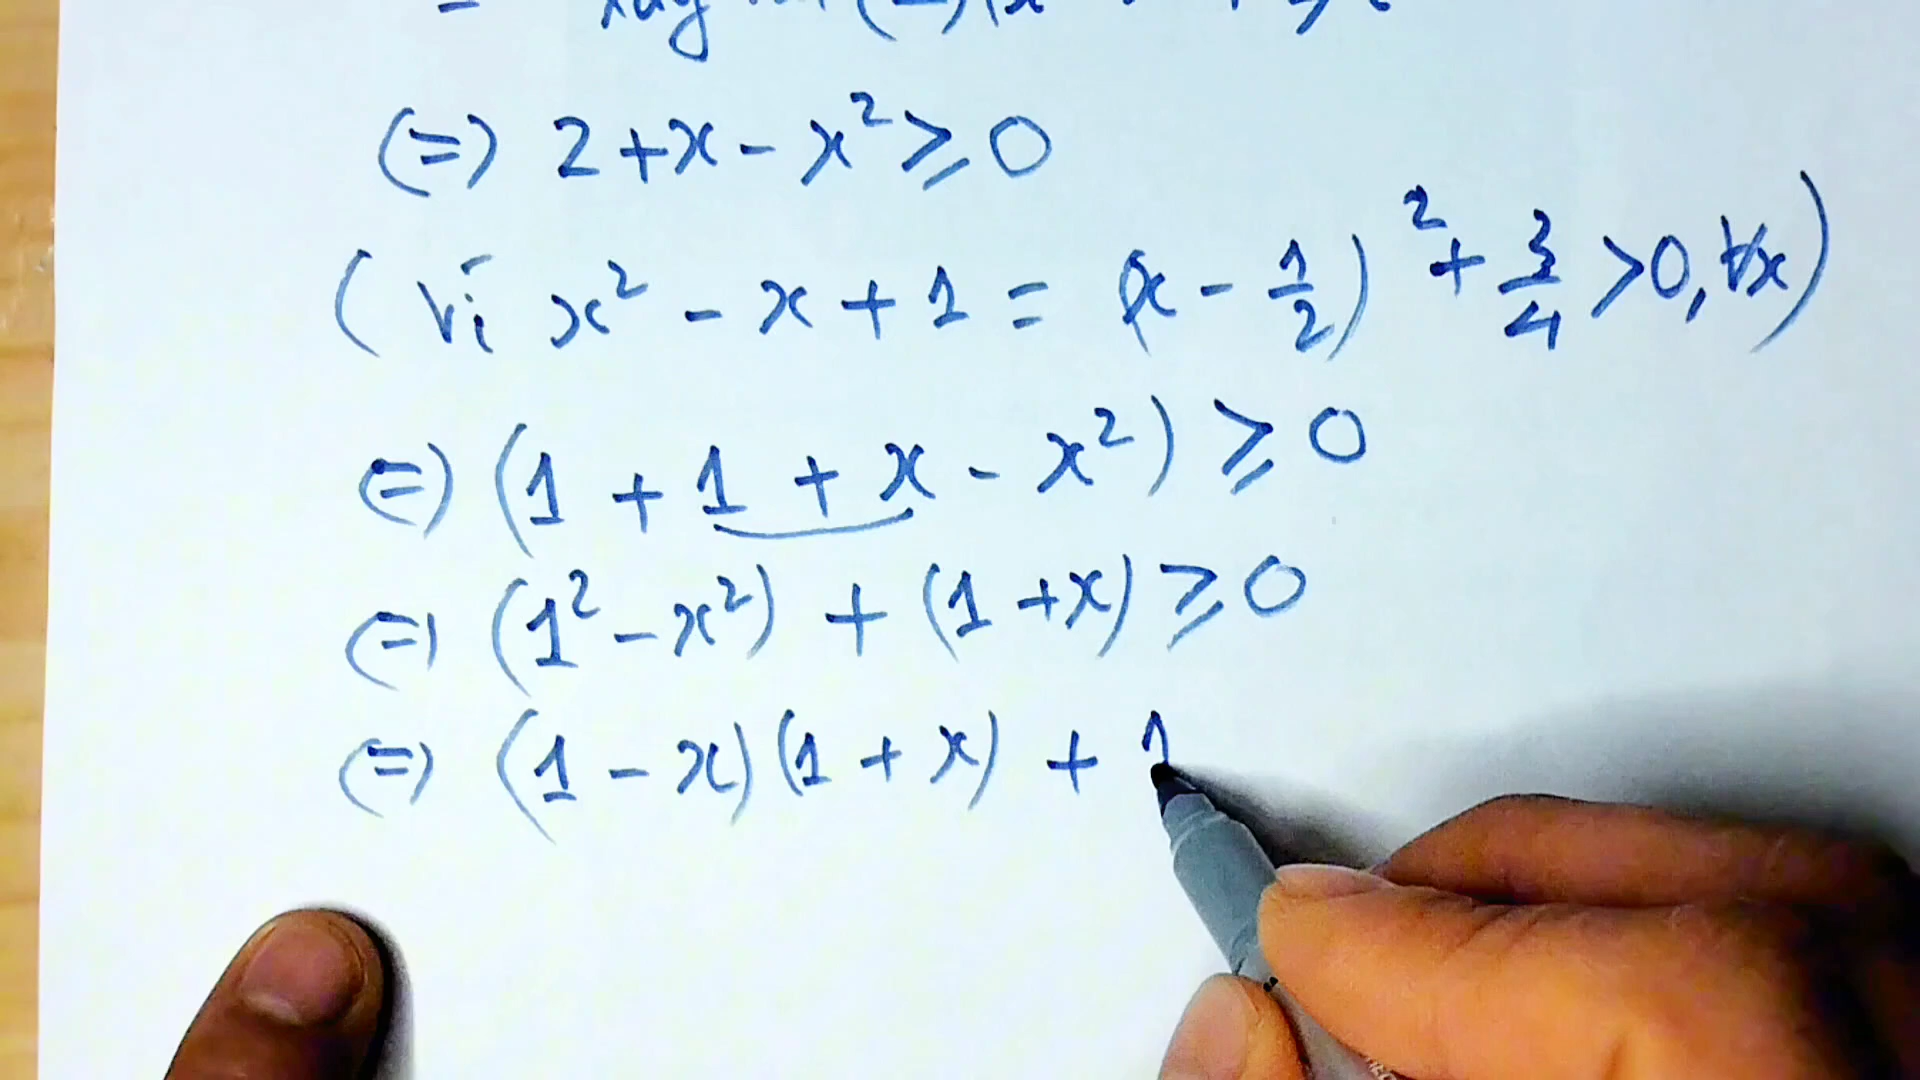 (=) 2 + x - x² ≥ 0
( Vì x² - x + 1 = (x - 1/2)² + 3/4 > 0, ∀x )
(=) (1 + 1 + x - x²) ≥ 0
(=) (1² - x²) + (1 + x) ≥ 0
(=) (1 - x)(1 + x) + 1